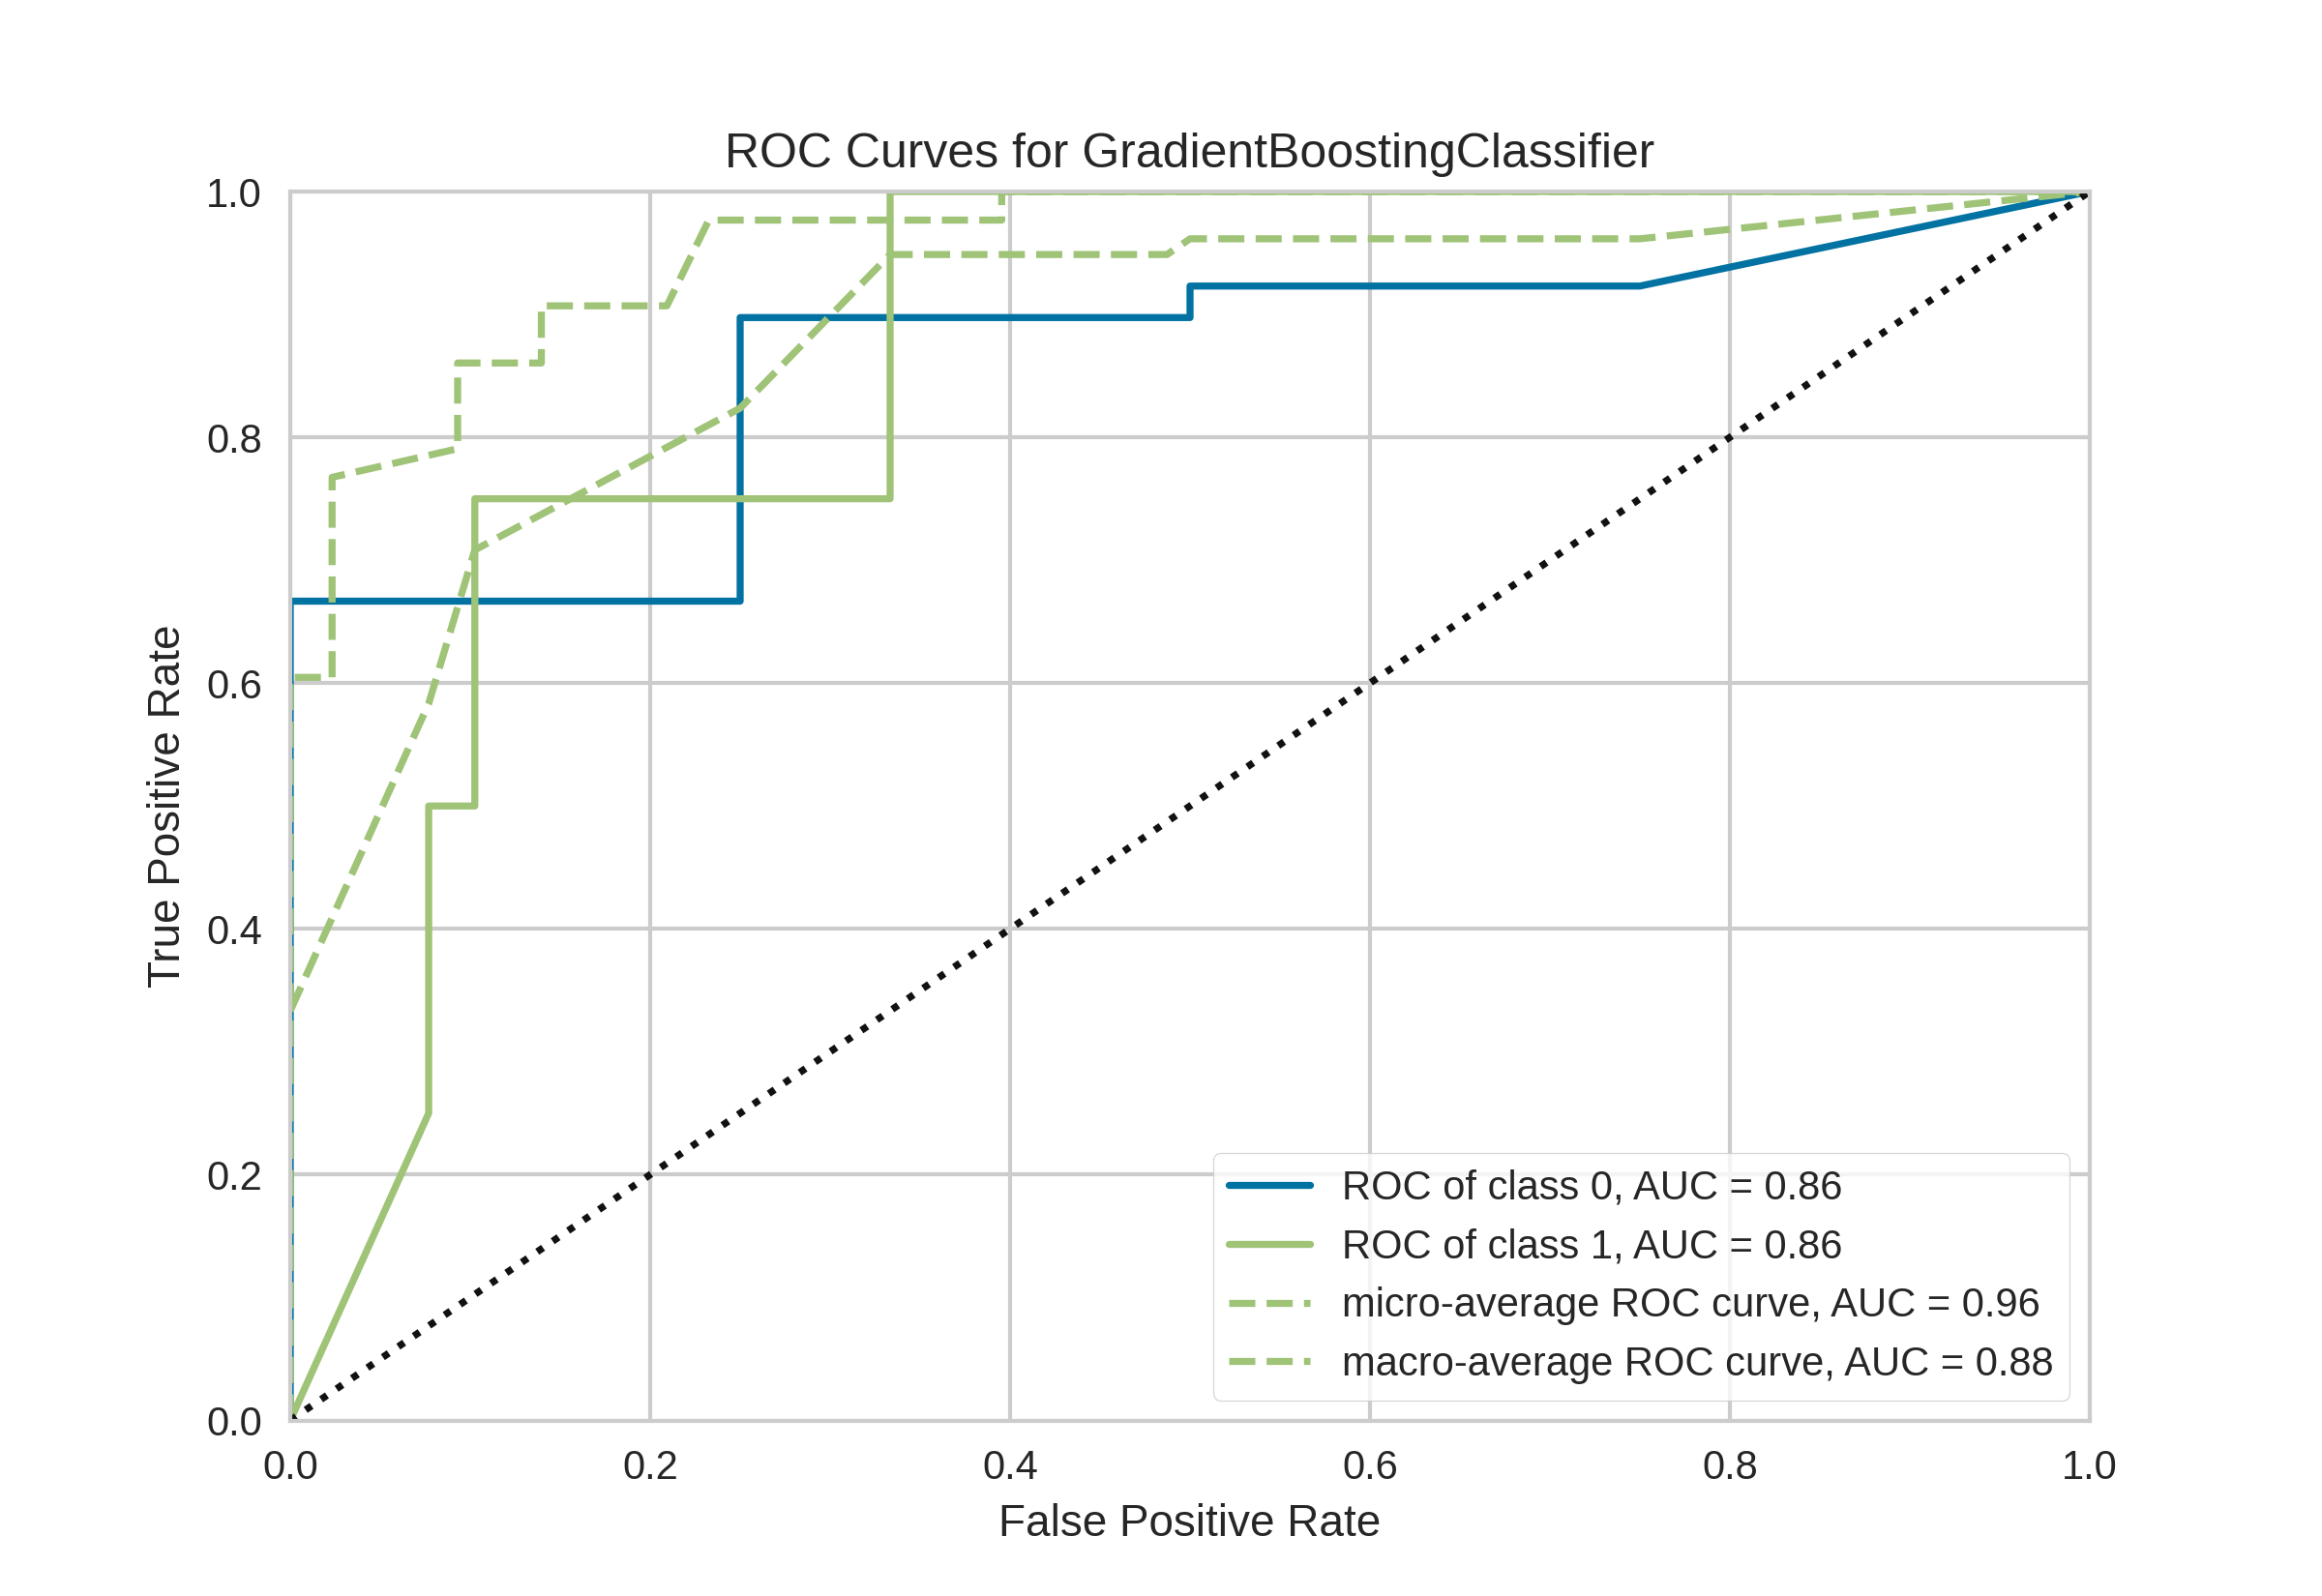 ROC Curves for GradientBoostingClassifier
1.0
0.8
0.6
0.4
0.2
0.0
True Positive Rate
0.0 0.2 0.4 0.6 0.8 1.0
False Positive Rate
ROC of class 0, AUC = 0.86
ROC of class 1, AUC = 0.86
micro-average ROC curve, AUC = 0.96
macro-average ROC curve, AUC = 0.88